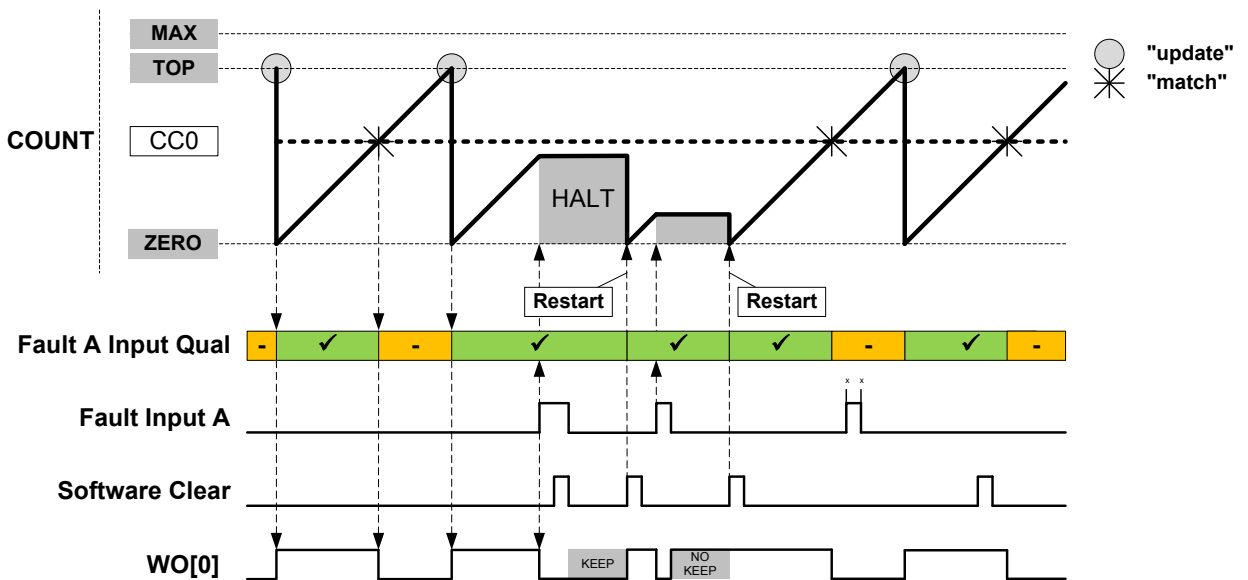 MAX
TOP
"update"
"match"
COUNT
CC0
HALT
ZERO
Restart
Restart
Fault A Input Qual
- ✓ - ✓ ✓ ✓ - ✓ -
x x
Fault Input A
Software Clear
WO[0]
KEEP
NO
KEEP